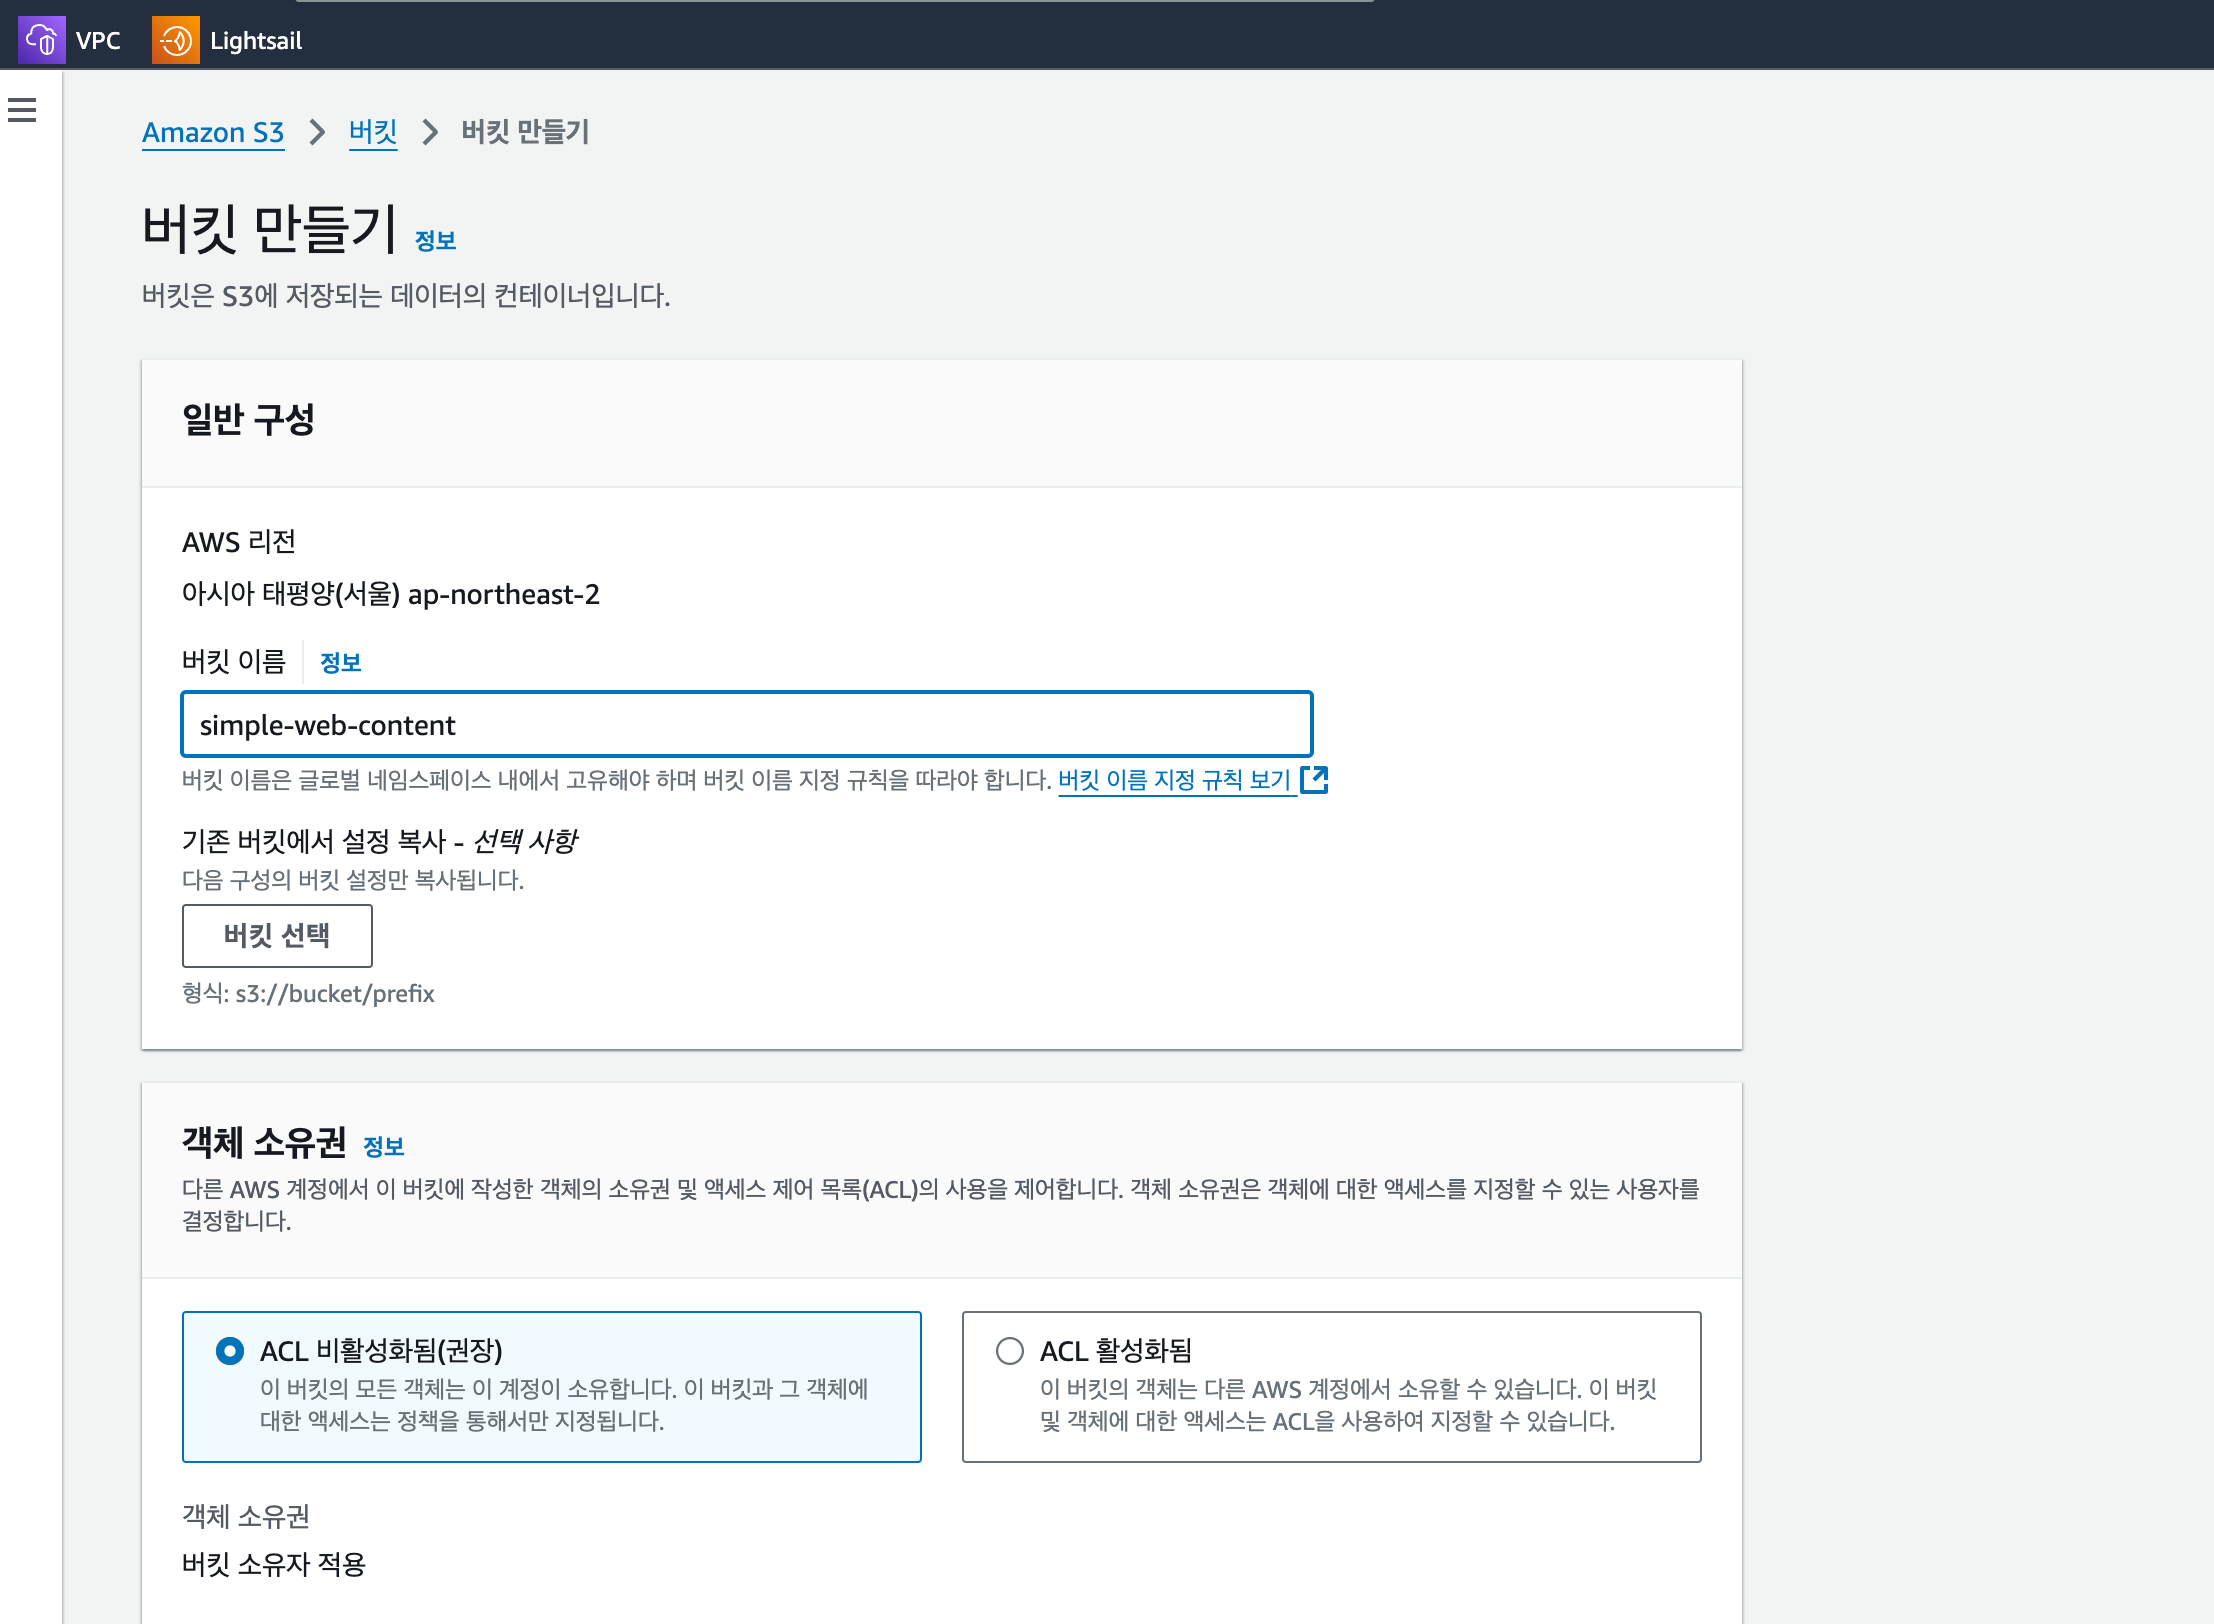 VPC Lightsail
Amazon S3 > 버킷 > 버킷 만들기
버킷 만들기 정보
버킷은 S3에 저장되는 데이터의 컨테이너입니다.
일반 구성
AWS 리전
아시아 태평양(서울) ap-northeast-2
버킷 이름 정보
simple-web-content
버킷 이름은 글로벌 네임스페이스 내에서 고유해야 하며 버킷 이름 지정 규칙을 따라야 합니다. 버킷 이름 지정 규칙 보기
기존 버킷에서 설정 복사 - 선택 사항
다음 구성의 버킷 설정만 복사됩니다.
버킷 선택
형식: s3://bucket/prefix
객체 소유권 정보
다른 AWS 계정에서 이 버킷에 작성한 객체의 소유권 및 액세스 제어 목록(ACL)의 사용을 제어합니다. 객체 소유권은 객체에 대한 액세스를 지정할 수 있는 사용자를
결정합니다.
ACL 비활성화됨(권장)
이 버킷의 모든 객체는 이 계정이 소유합니다. 이 버킷과 그 객체에
대한 액세스는 정책을 통해서만 지정됩니다.
ACL 활성화됨
이 버킷의 객체는 다른 AWS 계정에서 소유할 수 있습니다. 이 버킷
및 객체에 대한 액세스는 ACL을 사용하여 지정할 수 있습니다.
객체 소유권
버킷 소유자 적용